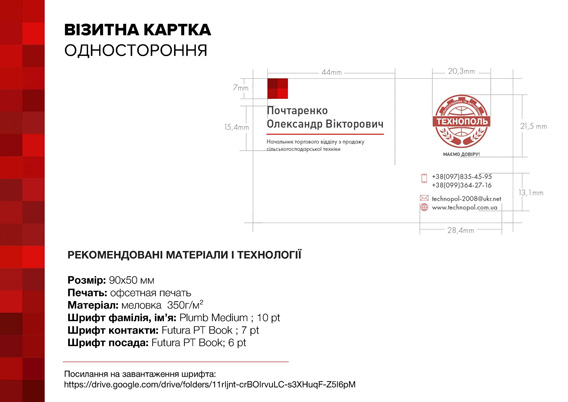 ВІЗИТНА КАРТКА
ОДНОСТОРОННЯ
44mm
20,3mm
7mm
Почтаренко
Олександр Вікторович
15,4mm
ТЕХНОПОЛЬ
21,5 mm
Начальник торгового відділу з продажу
сільськогосподарської техніки
МАЄМО ДОВІРУ!
+38(097)835-45-95
+38(099)364-27-16
13,1mm
technopol-2008@ukr.net
www.technopol.com.ua
28,4mm
РЕКОМЕНДОВАНІ МАТЕРІАЛИ І ТЕХНОЛОГІЇ
Розмір: 90x50 мм
Печать: офсетная печать
Матеріал: меловка 350г/м²
Шрифт фамілія, ім’я: Plumb Medium ; 10 pt
Шрифт контакти: Futura PT Book ; 7 pt
Шрифт посада: Futura PT Book; 6 pt
Посилання на завантаження шрифта:
https://drive.google.com/drive/folders/11rljnt-crBOlrvuLC-s3XHuqF-Z5l6pM